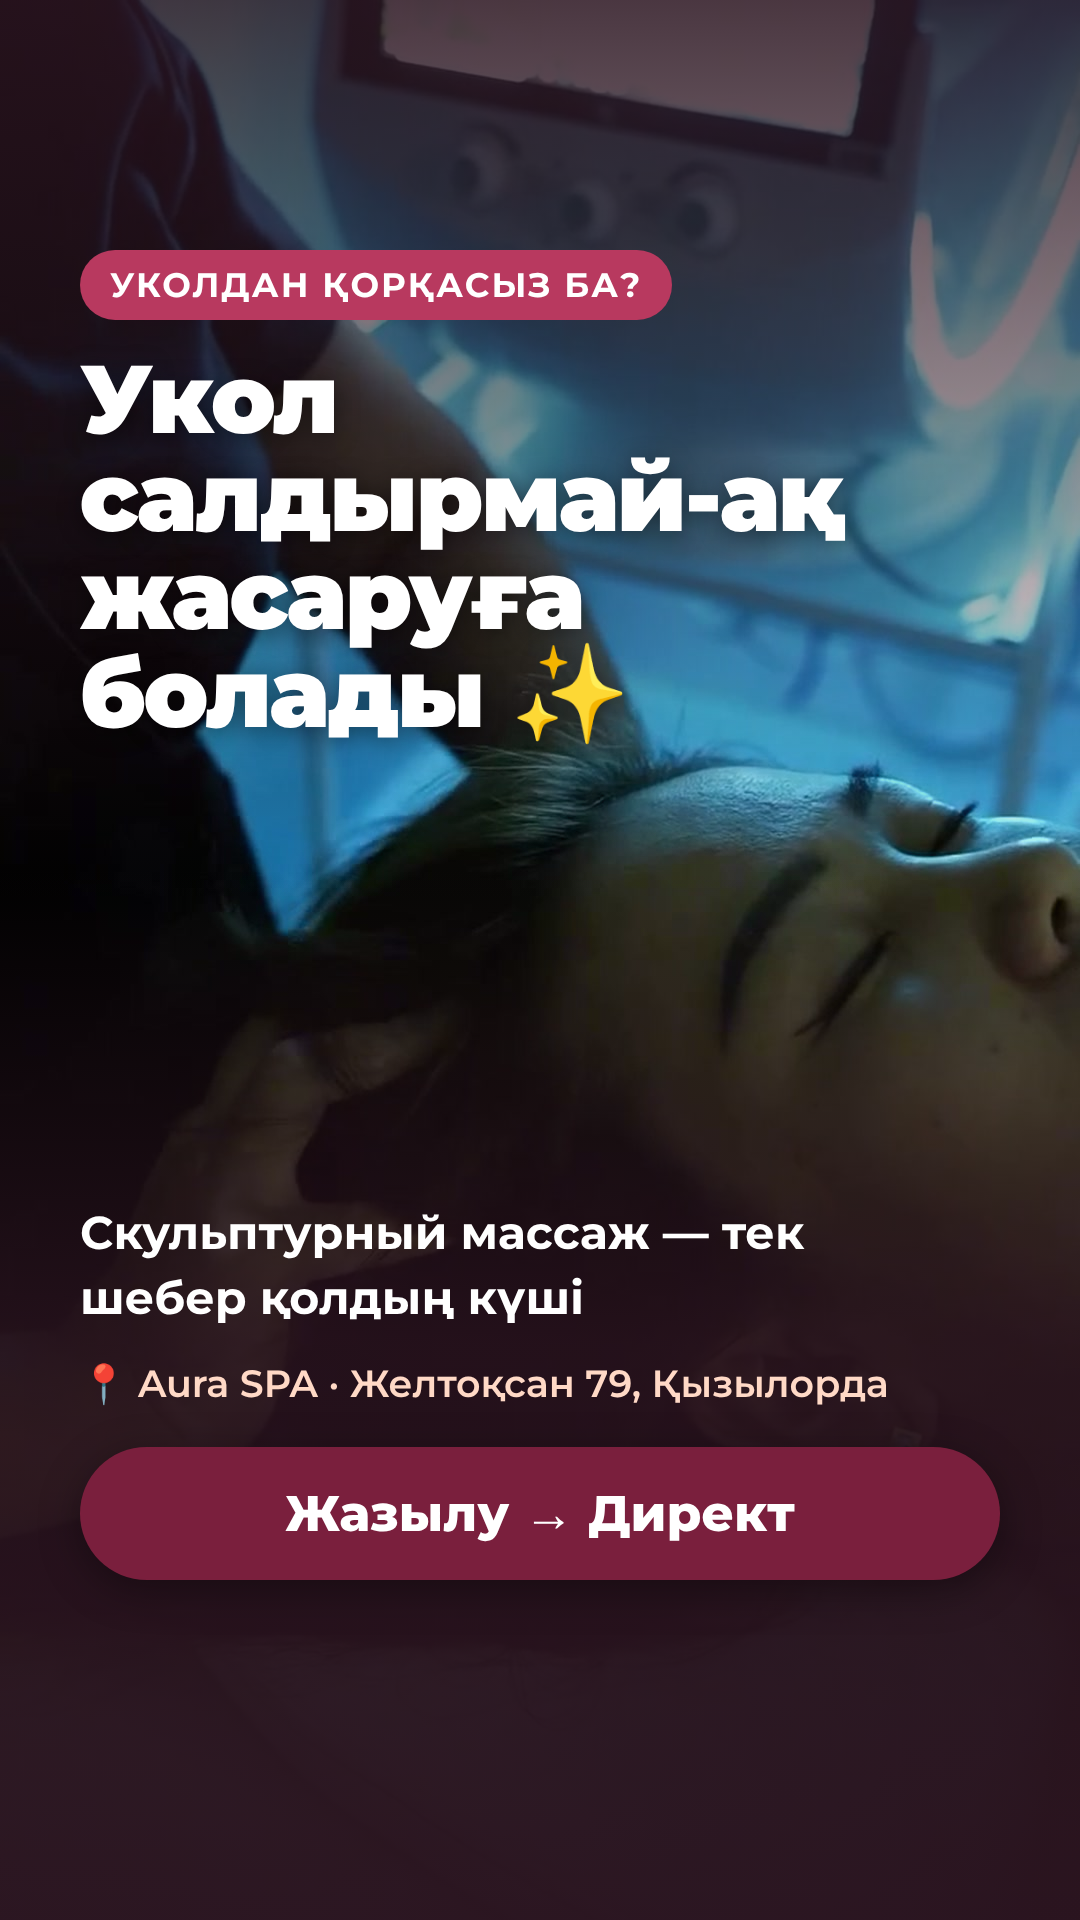 УКОЛДАН ҚОРҚАСЫЗ БА?
Укол
салдырмай-ақ
жасаруға
болады ✨
Скульптурный массаж — тек
шебер қолдың күші
📍 Aura SPA · Желтоқсан 79, Қызылорда
Жазылу → Директ